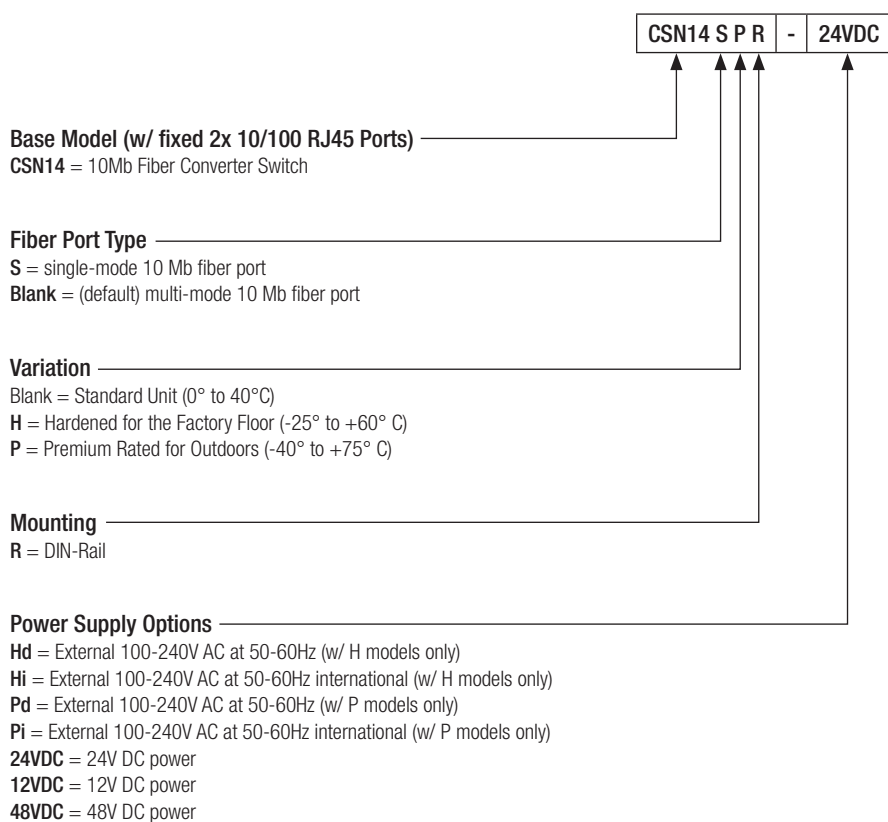 CSN14 S P R - 24VDC
Base Model (w/ fixed 2x 10/100 RJ45 Ports)
CSN14 = 10Mb Fiber Converter Switch
Fiber Port Type
S = single-mode 10 Mb fiber port
Blank = (default) multi-mode 10 Mb fiber port
Variation
Blank = Standard Unit (0° to 40°C)
H = Hardened for the Factory Floor (-25° to +60° C)
P = Premium Rated for Outdoors (-40° to +75° C)
Mounting
R = DIN-Rail
Power Supply Options
Hd = External 100-240V AC at 50-60Hz (w/ H models only)
Hi = External 100-240V AC at 50-60Hz international (w/ H models only)
Pd = External 100-240V AC at 50-60Hz (w/ P models only)
Pi = External 100-240V AC at 50-60Hz international (w/ P models only)
24VDC = 24V DC power
12VDC = 12V DC power
48VDC = 48V DC power